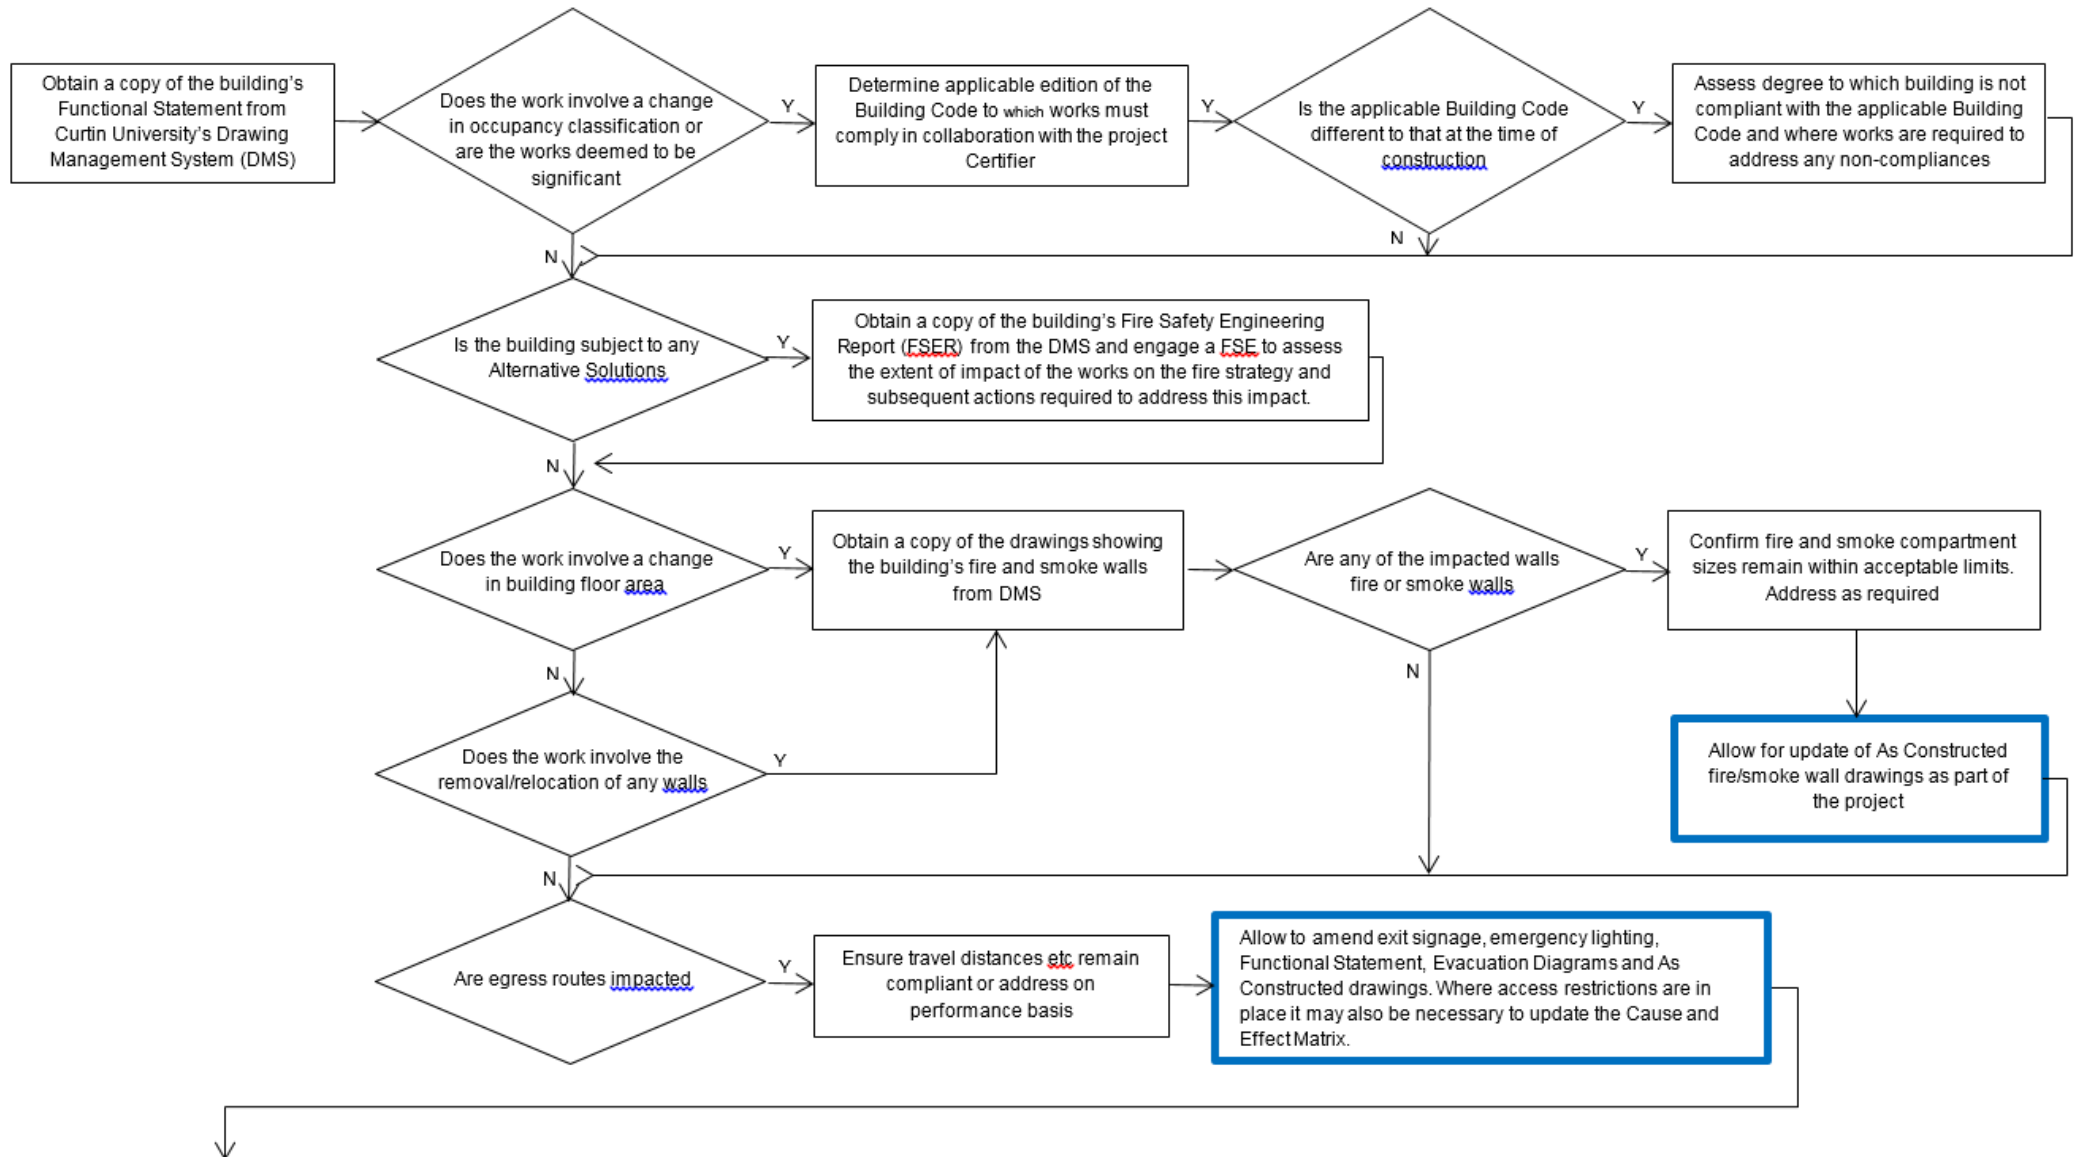 Obtain a copy of the building's
Functional Statement from
Curtin University's Drawing
Management System (DMS)
Does the work involve a change
in occupancy classification or
are the works deemed to be
significant
Y
Determine applicable edition of the
Building Code to which works must
comply in collaboration with the project
Certifier
Y
Is the applicable Building Code
different to that at the time of
construction
Y
Assess degree to which building is not
compliant with the applicable Building
Code and where works are required to
address any non-compliances
N
N
Is the building subject to any
Alternative Solutions
Y
Obtain a copy of the building's Fire Safety Engineering
Report (FSER) from the DMS and engage a FSE to assess
the extent of impact of the works on the fire strategy and
subsequent actions required to address this impact.
N
Does the work involve a change
in building floor area
Y
Obtain a copy of the drawings showing
the building's fire and smoke walls
from DMS
Are any of the impacted walls
fire or smoke walls
Y
Confirm fire and smoke compartment
sizes remain within acceptable limits.
Address as required
N
N
Does the work involve the
removal/relocation of any walls
Y
Allow for update of As Constructed
fire/smoke wall drawings as part of
the project
N
Are egress routes impacted
Y
Ensure travel distances etc remain
compliant or address on
performance basis
Allow to amend exit signage, emergency lighting,
Functional Statement, Evacuation Diagrams and As
Constructed drawings. Where access restrictions are in
place it may also be necessary to update the Cause and
Effect Matrix.